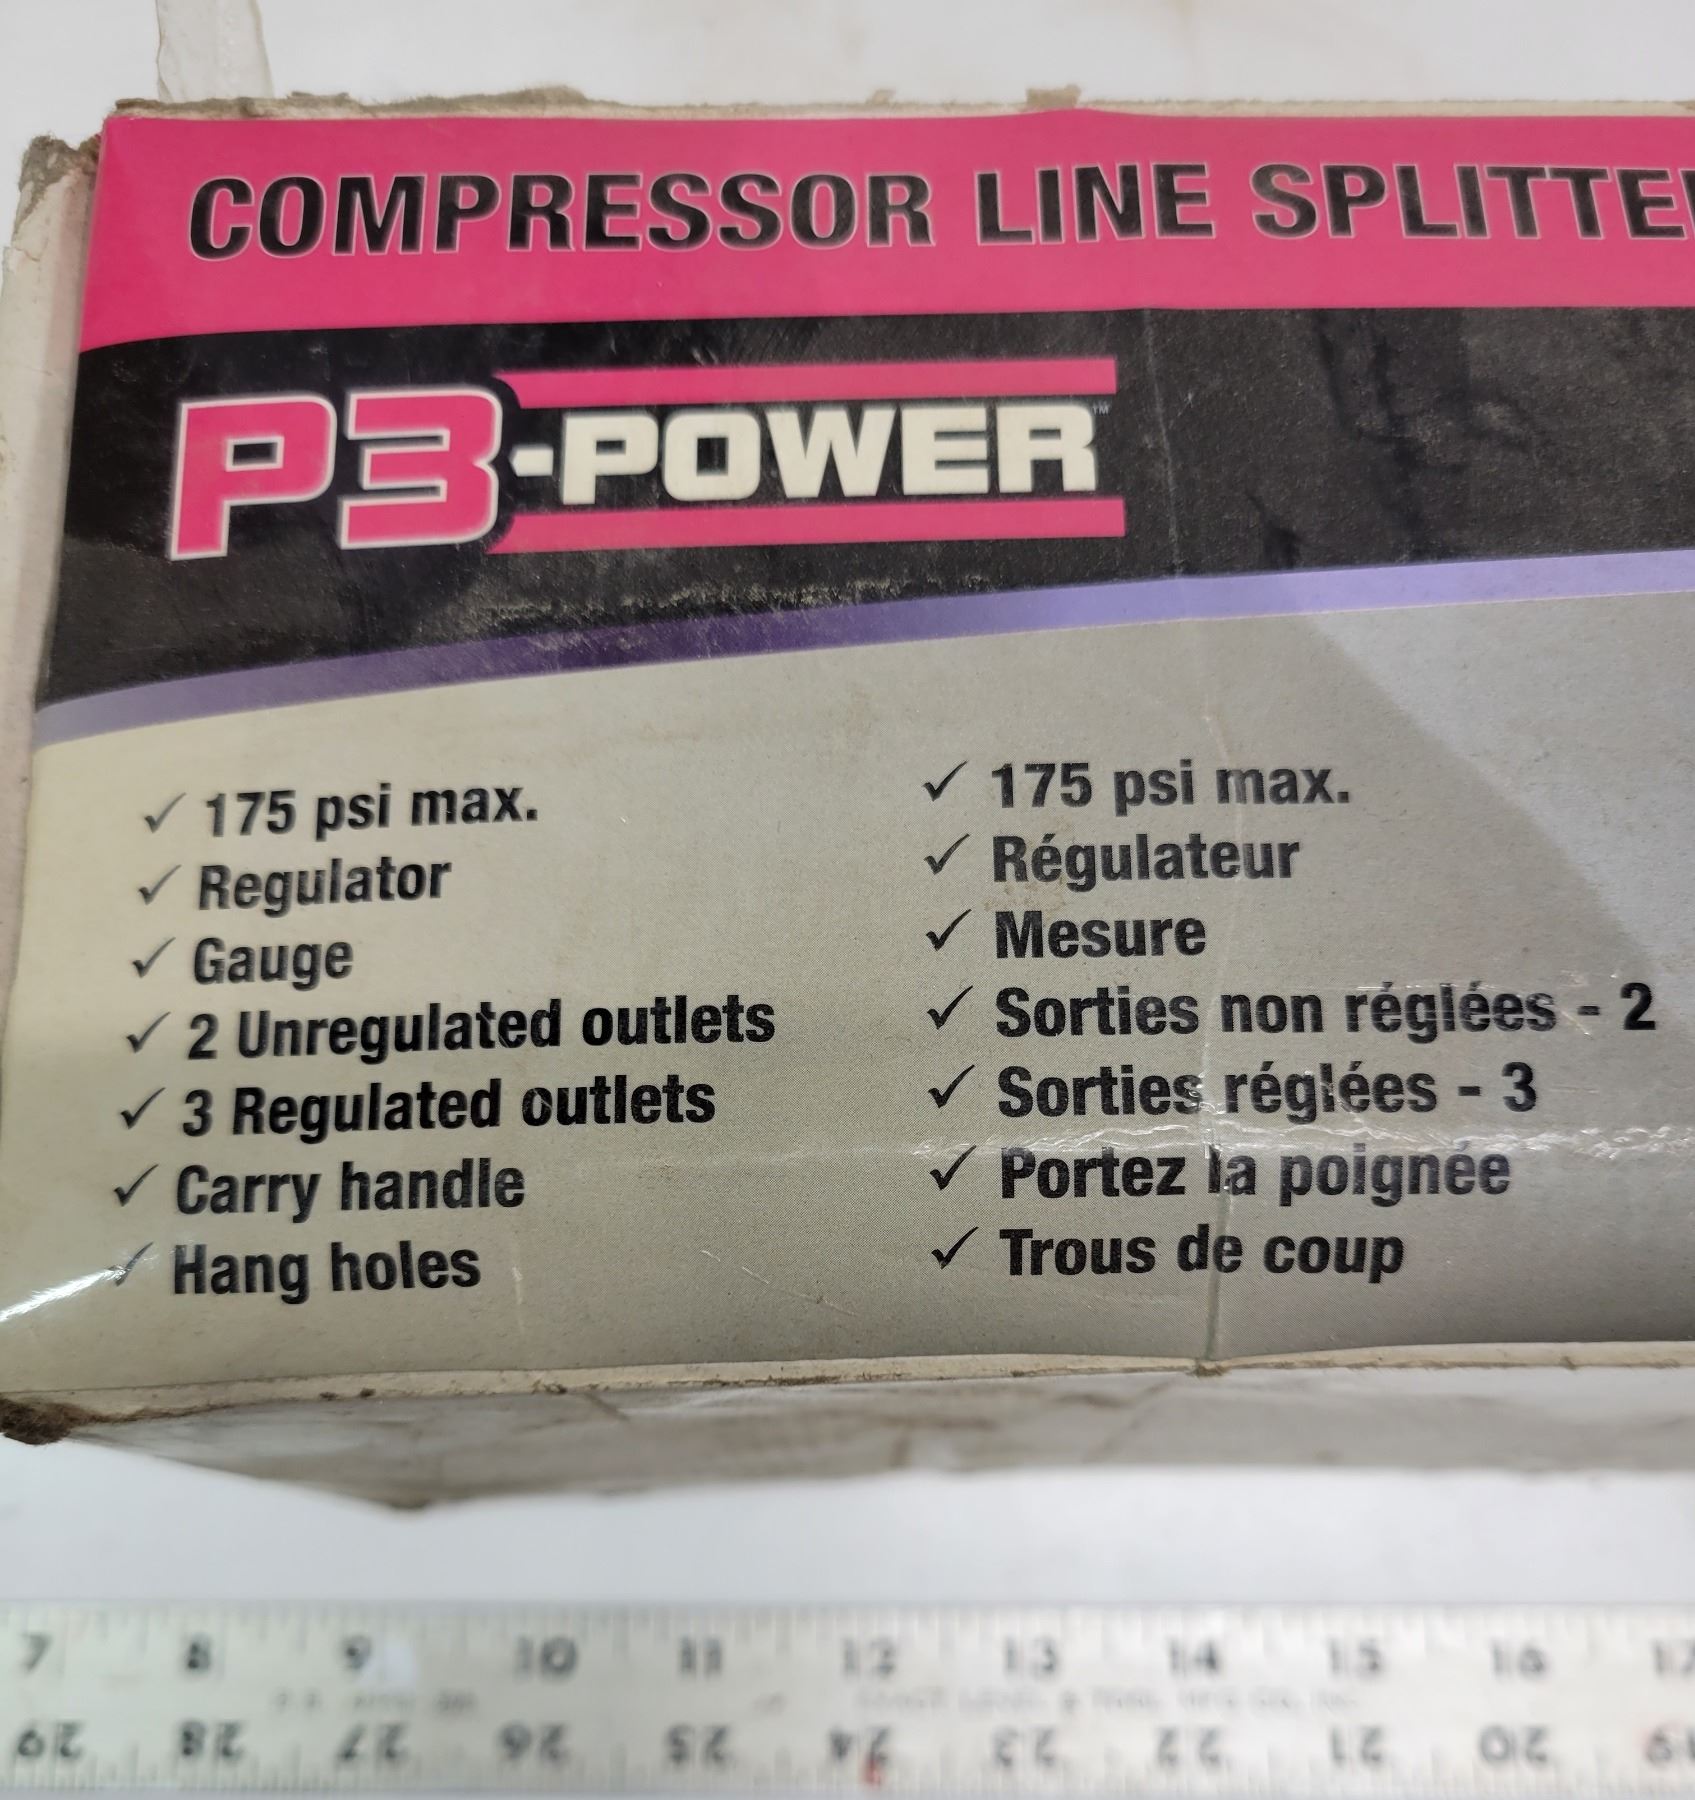 COMPRESSOR LINE SPLITTE
P3-POWER™
✓ 175 psi max.
✓ Regulator
✓ Gauge
✓ 2 Unregulated outlets
✓ 3 Regulated outlets
✓ Carry handle
✓ Hang holes
✓ 175 psi max.
✓ Régulateur
✓ Mesure
✓ Sorties non réglées - 2
✓ Sorties réglées - 3
✓ Portez la poignée
✓ Trous de coup
7 8 9 10 11 12 13 14 15 16 17
29 28 27 26 25 24 23 22 21 20 19